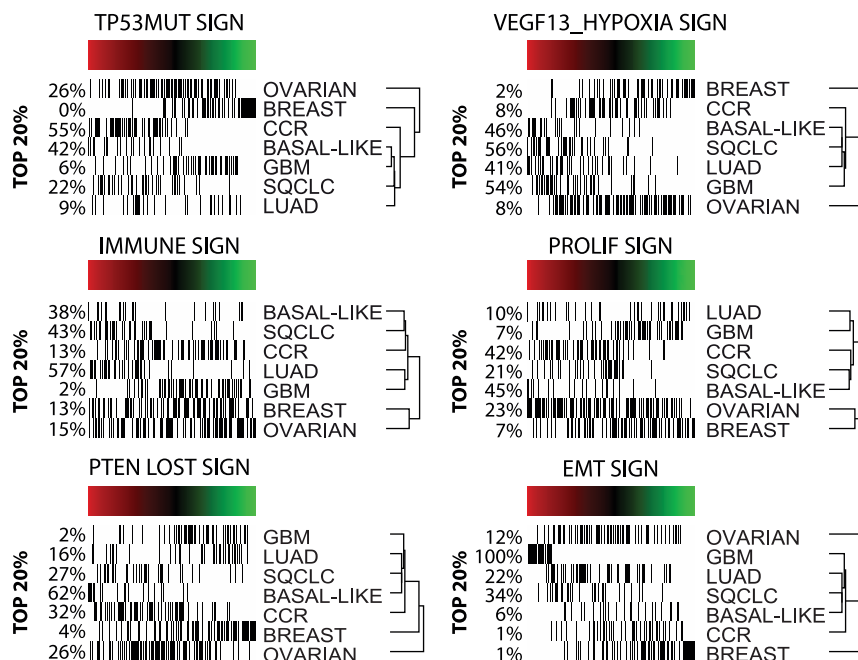 TP53MUT SIGN
TOP 20%
26% OVARIAN
0% BREAST
55% CCR
42% BASAL-LIKE
6% GBM
22% SQCLC
9% LUAD
VEGF13_HYPOXIA SIGN
TOP 20%
2% BREAST
8% CCR
46% BASAL-LIKE
56% SQCLC
41% LUAD
54% GBM
8% OVARIAN
IMMUNE SIGN
TOP 20%
38% BASAL-LIKE
43% SQCLC
13% CCR
57% LUAD
2% GBM
13% BREAST
15% OVARIAN
PROLIF SIGN
TOP 20%
10% LUAD
7% GBM
42% CCR
21% SQCLC
45% BASAL-LIKE
23% OVARIAN
7% BREAST
PTEN LOST SIGN
TOP 20%
2% GBM
16% LUAD
27% SQCLC
62% BASAL-LIKE
32% CCR
4% BREAST
26% OVARIAN
EMT SIGN
TOP 20%
12% OVARIAN
100% GBM
22% LUAD
34% SQCLC
6% BASAL-LIKE
1% CCR
1% BREAST